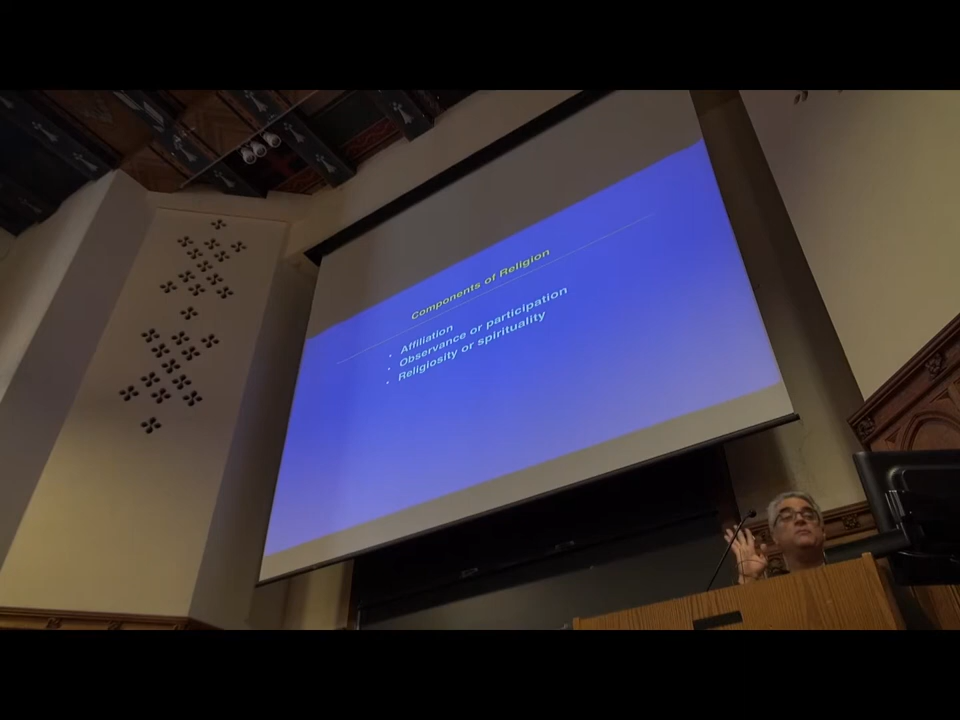 Components of Religion
• Affiliation
• Observance or participation
• Religiosity or spirituality